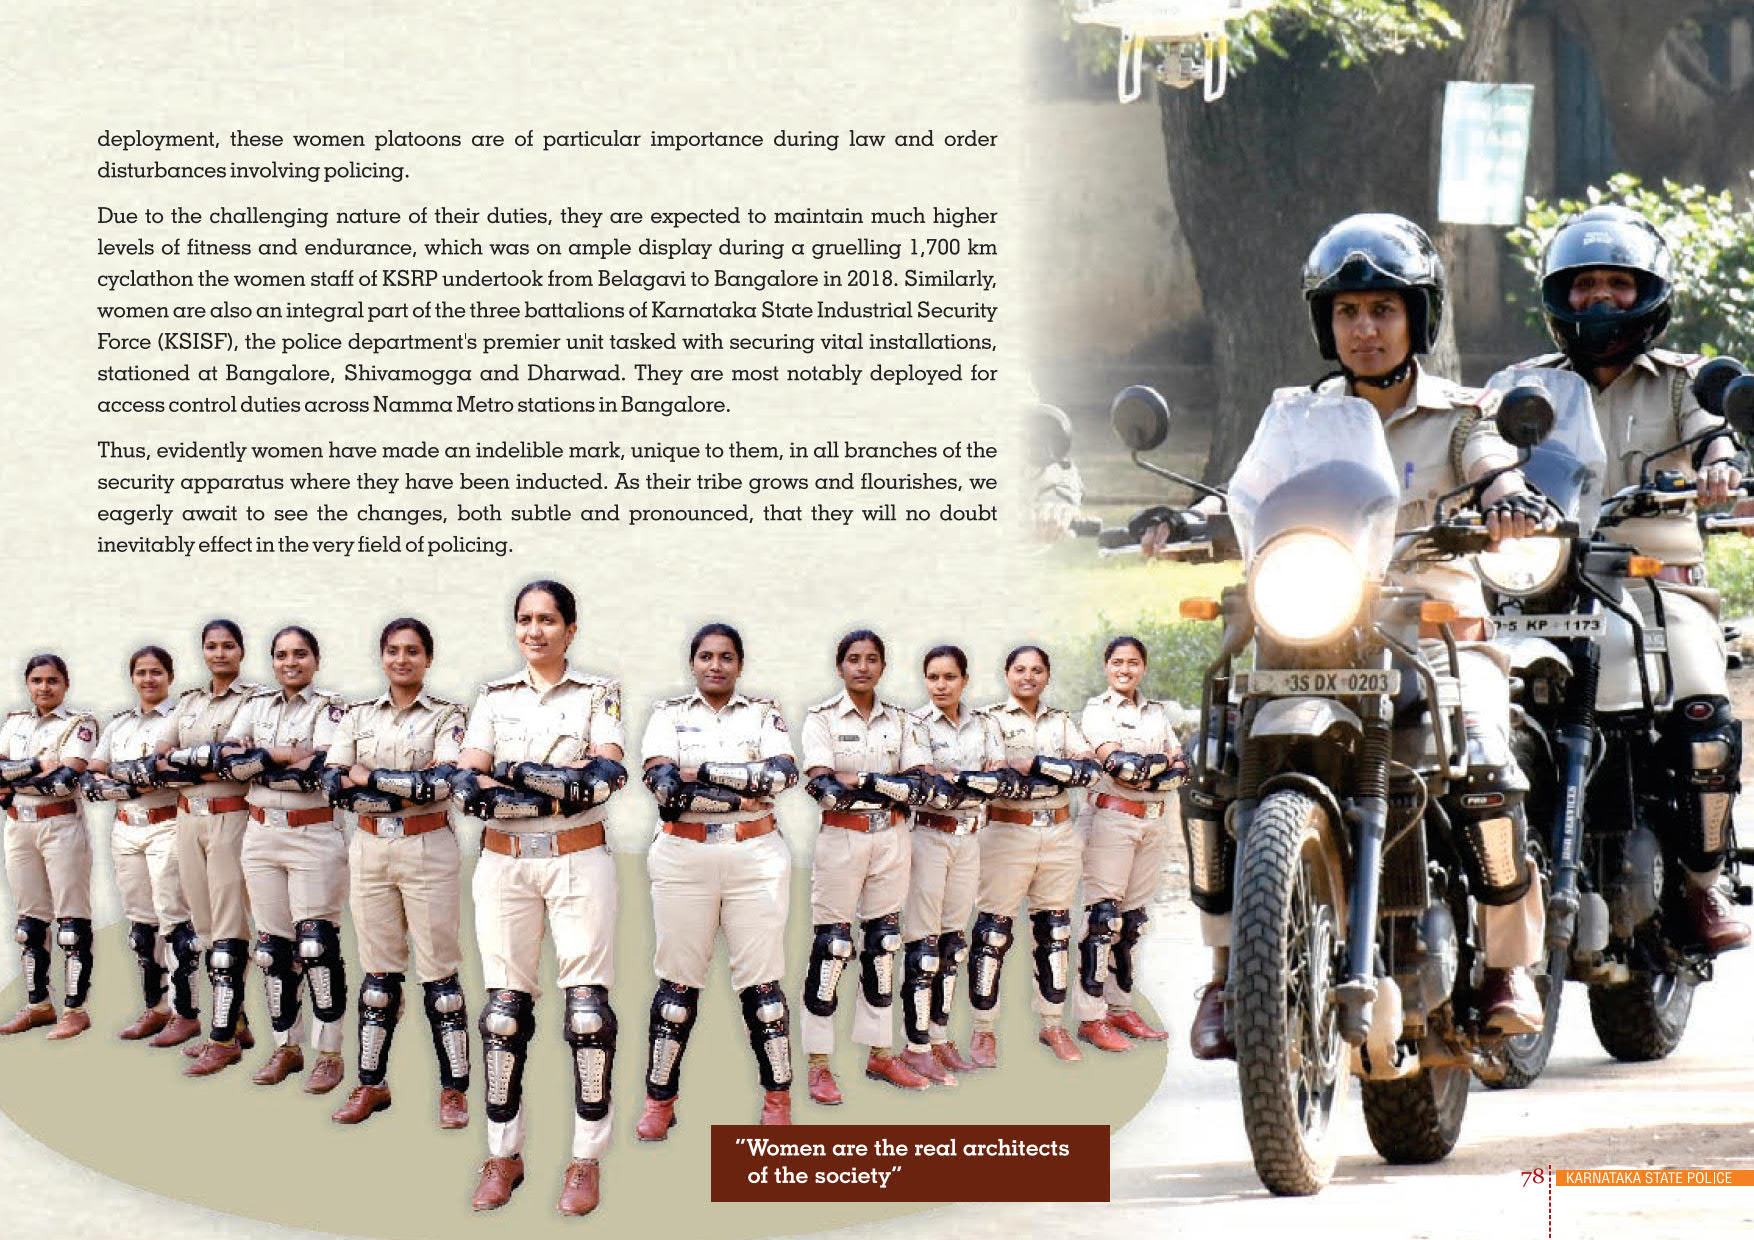 deployment, these women platoons are of particular importance during law and order
disturbances involving policing.
Due to the challenging nature of their duties, they are expected to maintain much higher
levels of fitness and endurance, which was on ample display during a gruelling 1,700 km
cyclathon the women staff of KSRP undertook from Belagavi to Bangalore in 2018. Similarly,
women are also an integral part of the three battalions of Karnataka State Industrial Security
Force (KSISF), the police department's premier unit tasked with securing vital installations,
stationed at Bangalore, Shivamogga and Dharwad. They are most notably deployed for
access control duties across Namma Metro stations in Bangalore.
Thus, evidently women have made an indelible mark, unique to them, in all branches of the
security apparatus where they have been inducted. As their tribe grows and flourishes, we
eagerly await to see the changes, both subtle and pronounced, that they will no doubt
inevitably effect in the very field of policing.
-5 KP 1173
3S DX 0203
PRO
"Women are the real architects
of the society"
78
KARNATAKA STATE POLICE